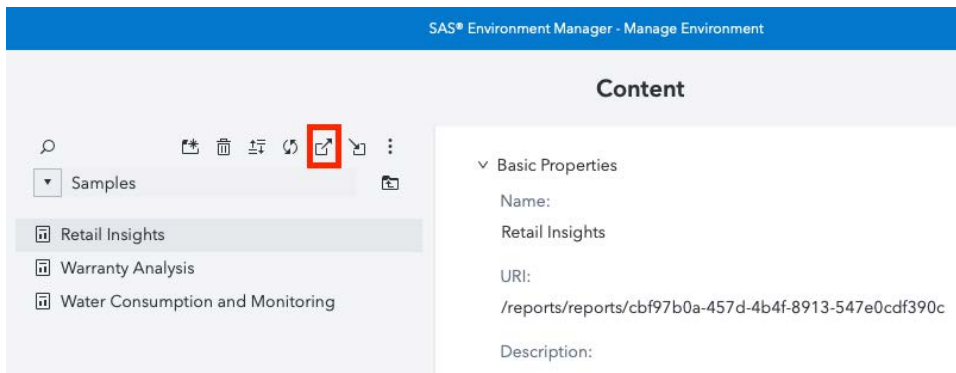 SAS® Environment Manager - Manage Environment
Content
Samples
Retail Insights
Warranty Analysis
Water Consumption and Monitoring
Basic Properties
Name:
Retail Insights
URI:
/reports/reports/cbf97b0a-457d-4b4f-8913-547e0cdf390c
Description: